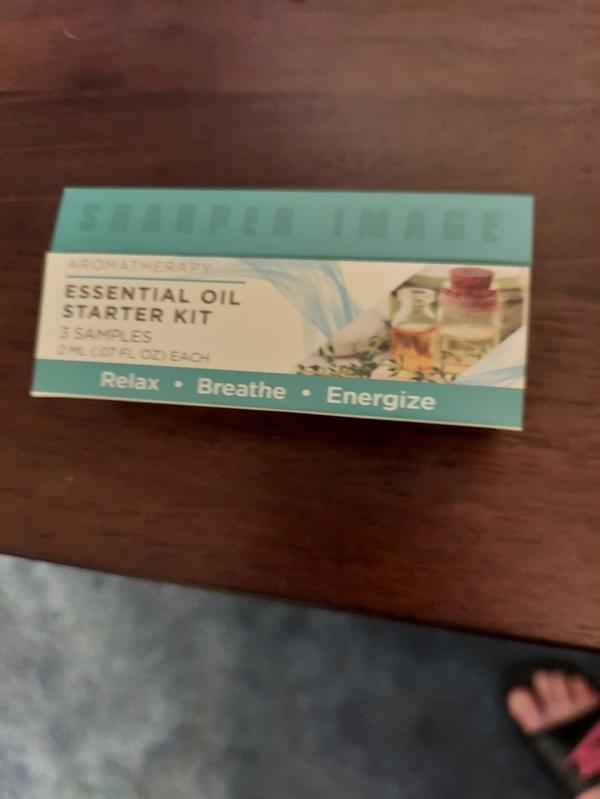 SHARPER IMAGE
AROMATHERAPY
ESSENTIAL OIL
STARTER KIT
3 SAMPLES
2 ML (.07 FL OZ) EACH
Relax • Breathe • Energize